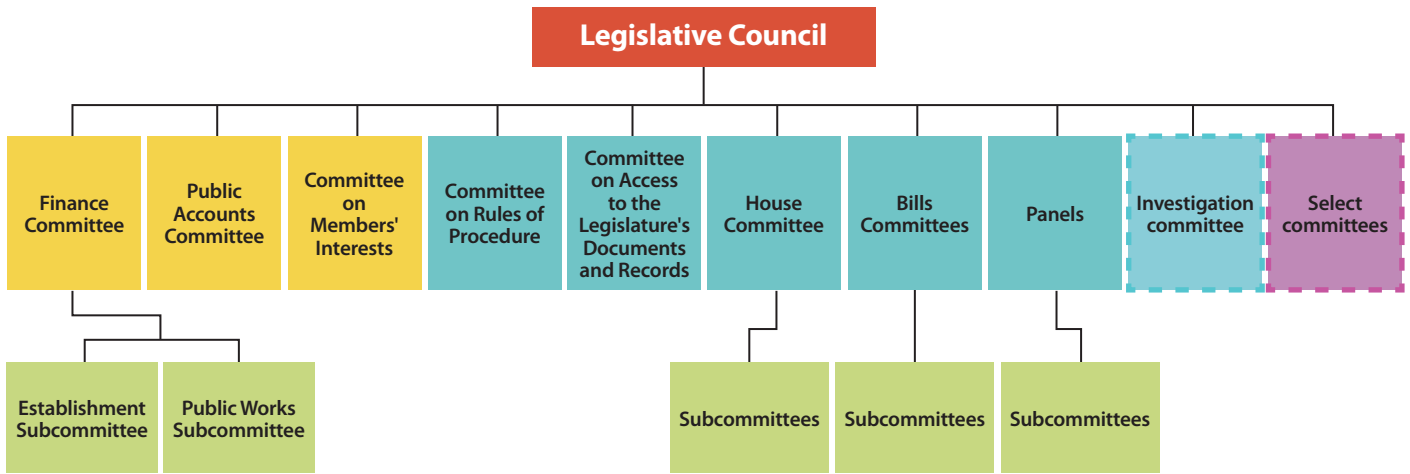 Legislative Council
Finance
Committee
Public
Accounts
Committee
Committee
on
Members'
Interests
Committee
on Rules of
Procedure
Committee
on Access
to the
Legislature's
Documents
and Records
House
Committee
Bills
Committees
Panels
Investigation
committee
Select
committees
Establishment
Subcommittee
Public Works
Subcommittee
Subcommittees
Subcommittees
Subcommittees